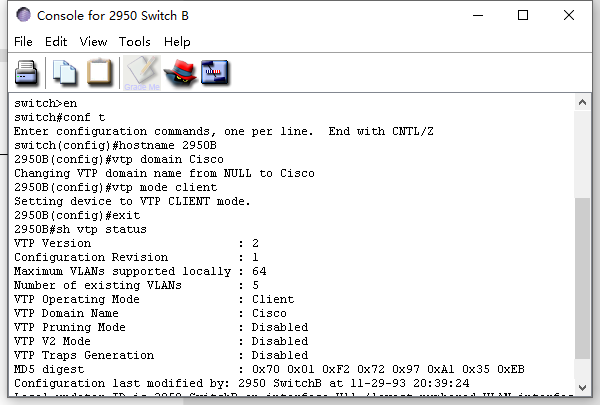 Console for 2950 Switch B
File Edit View Tools Help
Grade Me
switch>en
switch#conf t
Enter configuration commands, one per line.  End with CNTL/Z
switch(config)#hostname 2950B
2950B(config)#vtp domain Cisco
Changing VTP domain name from NULL to Cisco
2950B(config)#vtp mode client
Setting device to VTP CLIENT mode.
2950B(config)#exit
2950B#sh vtp status
VTP Version                     : 2
Configuration Revision          : 1
Maximum VLANs supported locally : 64
Number of existing VLANs        : 5
VTP Operating Mode              : Client
VTP Domain Name                 : Cisco
VTP Pruning Mode                : Disabled
VTP V2 Mode                     : Disabled
VTP Traps Generation            : Disabled
MD5 digest                      : 0x70 0x01 0xF2 0x72 0x97 0xA1 0x35 0xEB
Configuration last modified by: 2950 SwitchB at 11-29-93 20:39:24